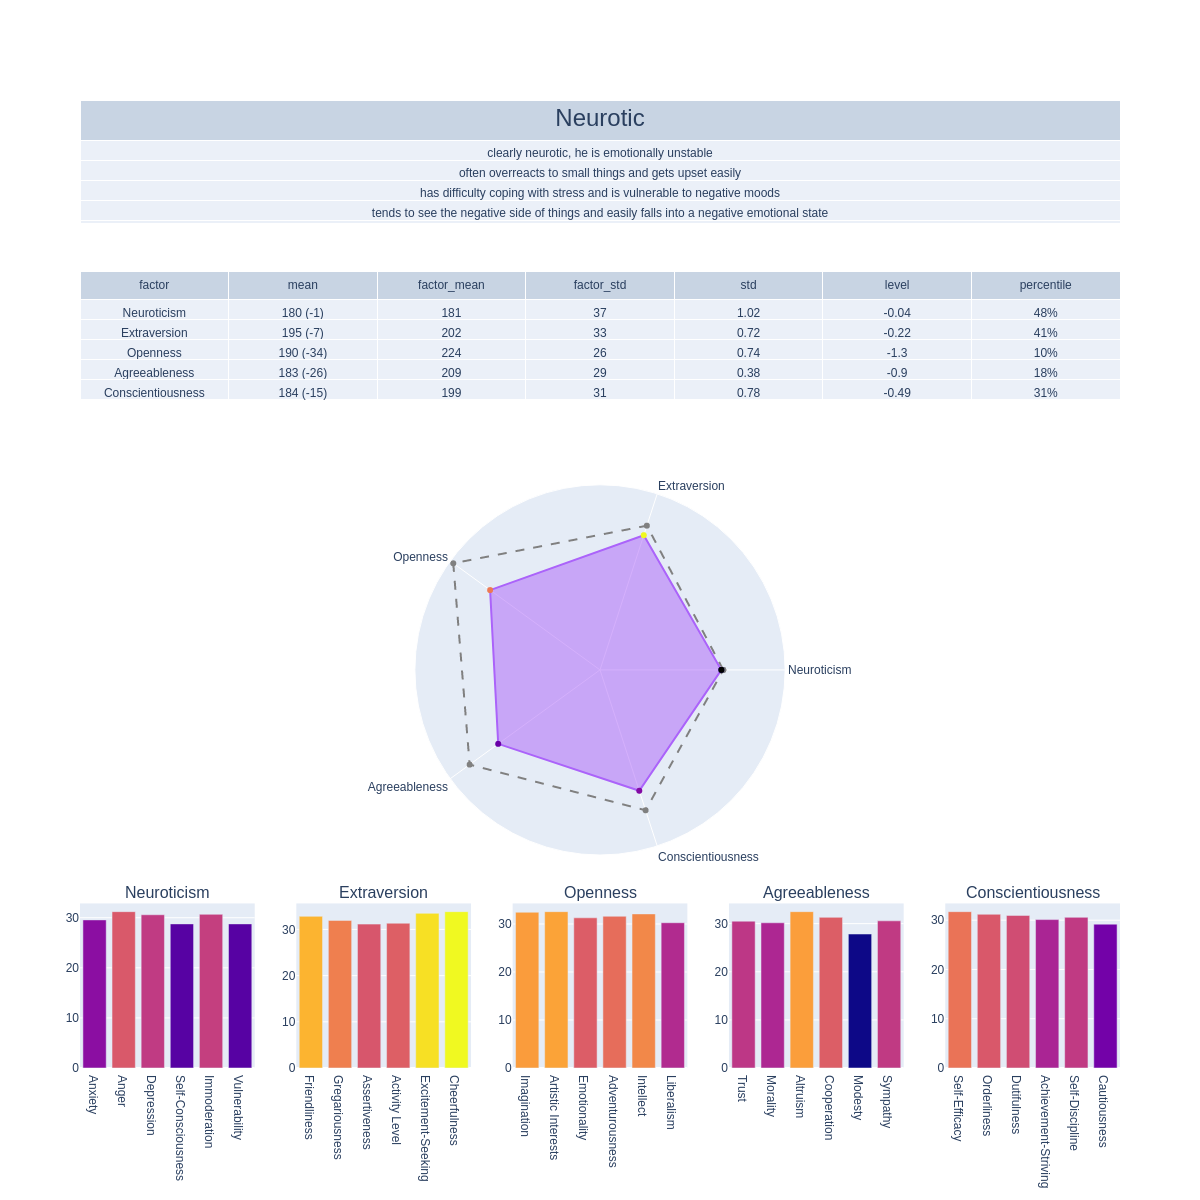 Neurotic
clearly neurotic, he is emotionally unstable
often overreacts to small things and gets upset easily
has difficulty coping with stress and is vulnerable to negative moods
tends to see the negative side of things and easily falls into a negative emotional state
factor mean factor_mean factor_std std level percentile
Neuroticism 180 (-1) 181 37 1.02 -0.04 48%
Extraversion 195 (-7) 202 33 0.72 -0.22 41%
Openness 190 (-34) 224 26 0.74 -1.3 10%
Agreeableness 183 (-26) 209 29 0.38 -0.9 18%
Conscientiousness 184 (-15) 199 31 0.78 -0.49 31%
Extraversion
Openness
Neuroticism
Agreeableness
Conscientiousness
Neuroticism
30
20
10
0
Anxiety
Anger
Depression
Self-Consciousness
Immoderation
Vulnerability
Extraversion
30
20
10
0
Friendliness
Gregariousness
Assertiveness
Activity Level
Excitement-Seeking
Cheerfulness
Openness
30
20
10
0
Imagination
Artistic Interests
Emotionality
Adventurousness
Intellect
Liberalism
Agreeableness
30
20
10
0
Trust
Morality
Altruism
Cooperation
Modesty
Sympathy
Conscientiousness
30
20
10
0
Self-Efficacy
Orderliness
Dutifulness
Achievement-Striving
Self-Discipline
Cautiousness